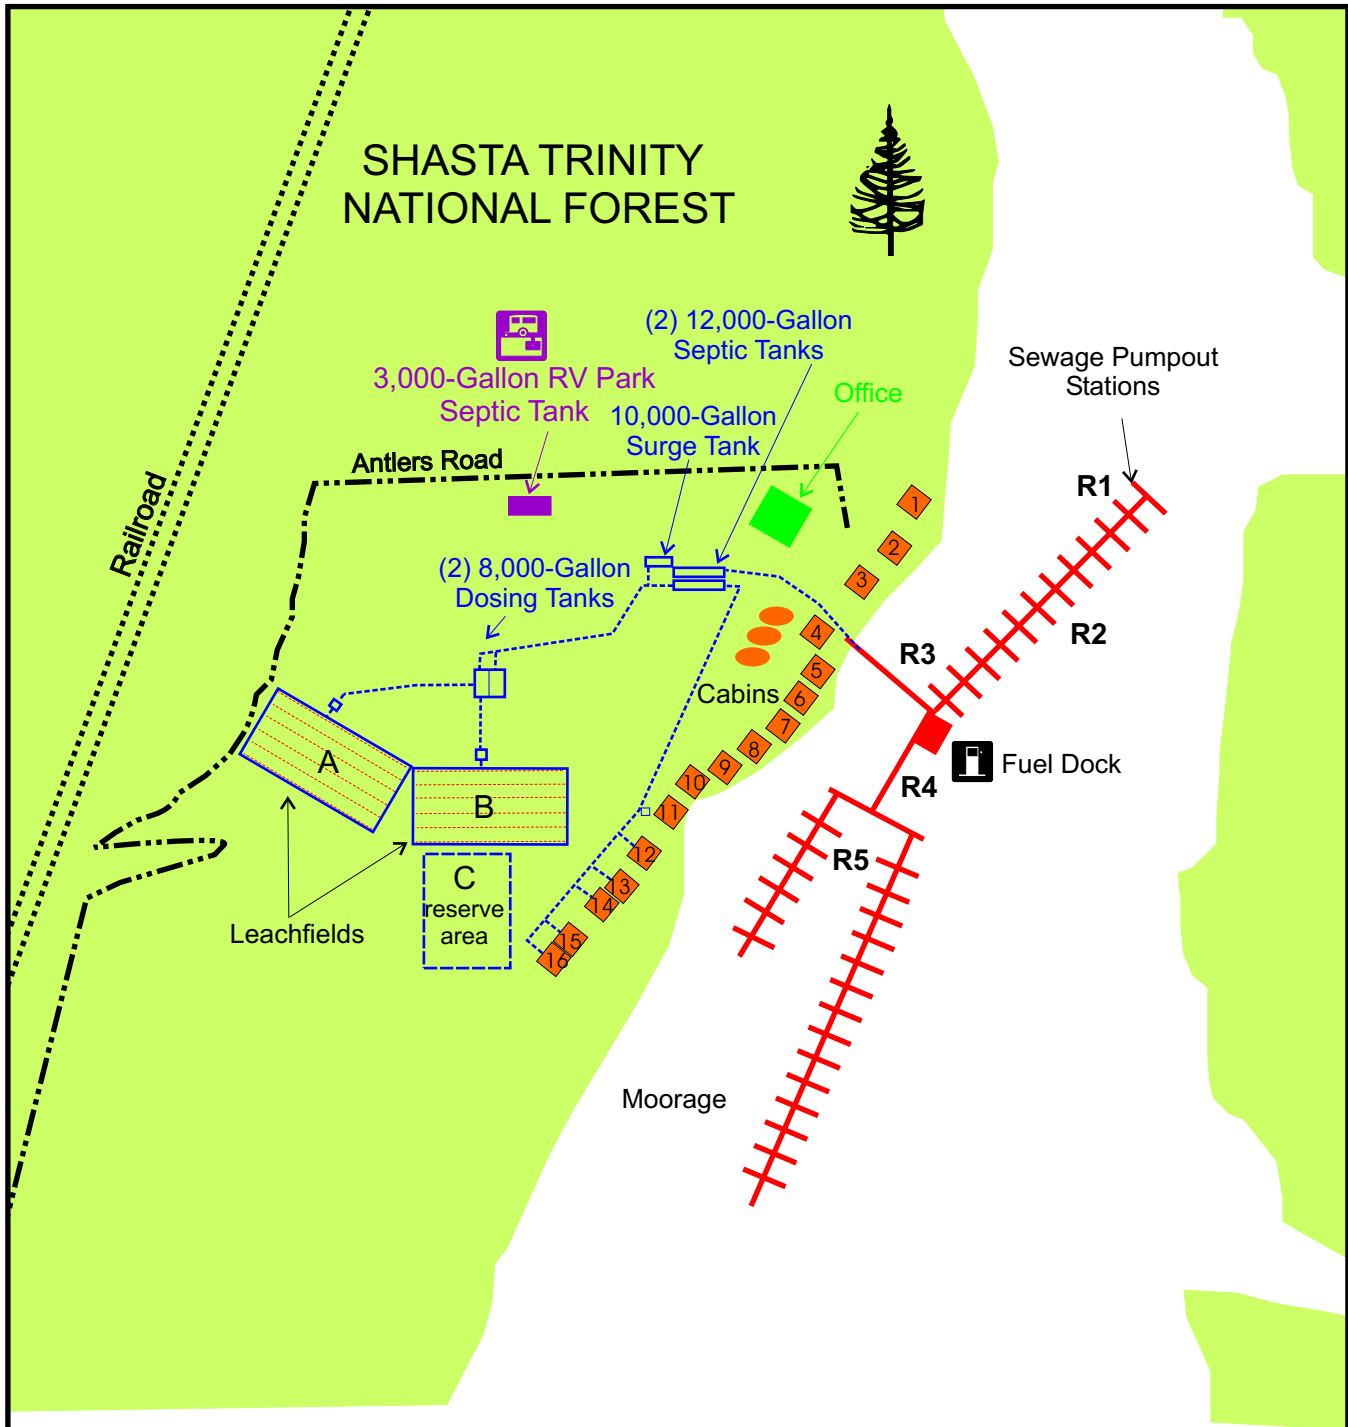 SHASTA TRINITY
NATIONAL FOREST
(2) 12,000-Gallon
Septic Tanks
Sewage Pumpout
Stations
3,000-Gallon RV Park
Septic Tank
Office
10,000-Gallon
Surge Tank
Antlers Road
Railroad
R1
1
2
(2) 8,000-Gallon
Dosing Tanks
3
4
R2
R3
5
Cabins
6
7
8
9
10
11
12
13
14
15
16
A
B
Fuel Dock
R4
R5
C
reserve
area
Leachfields
Moorage